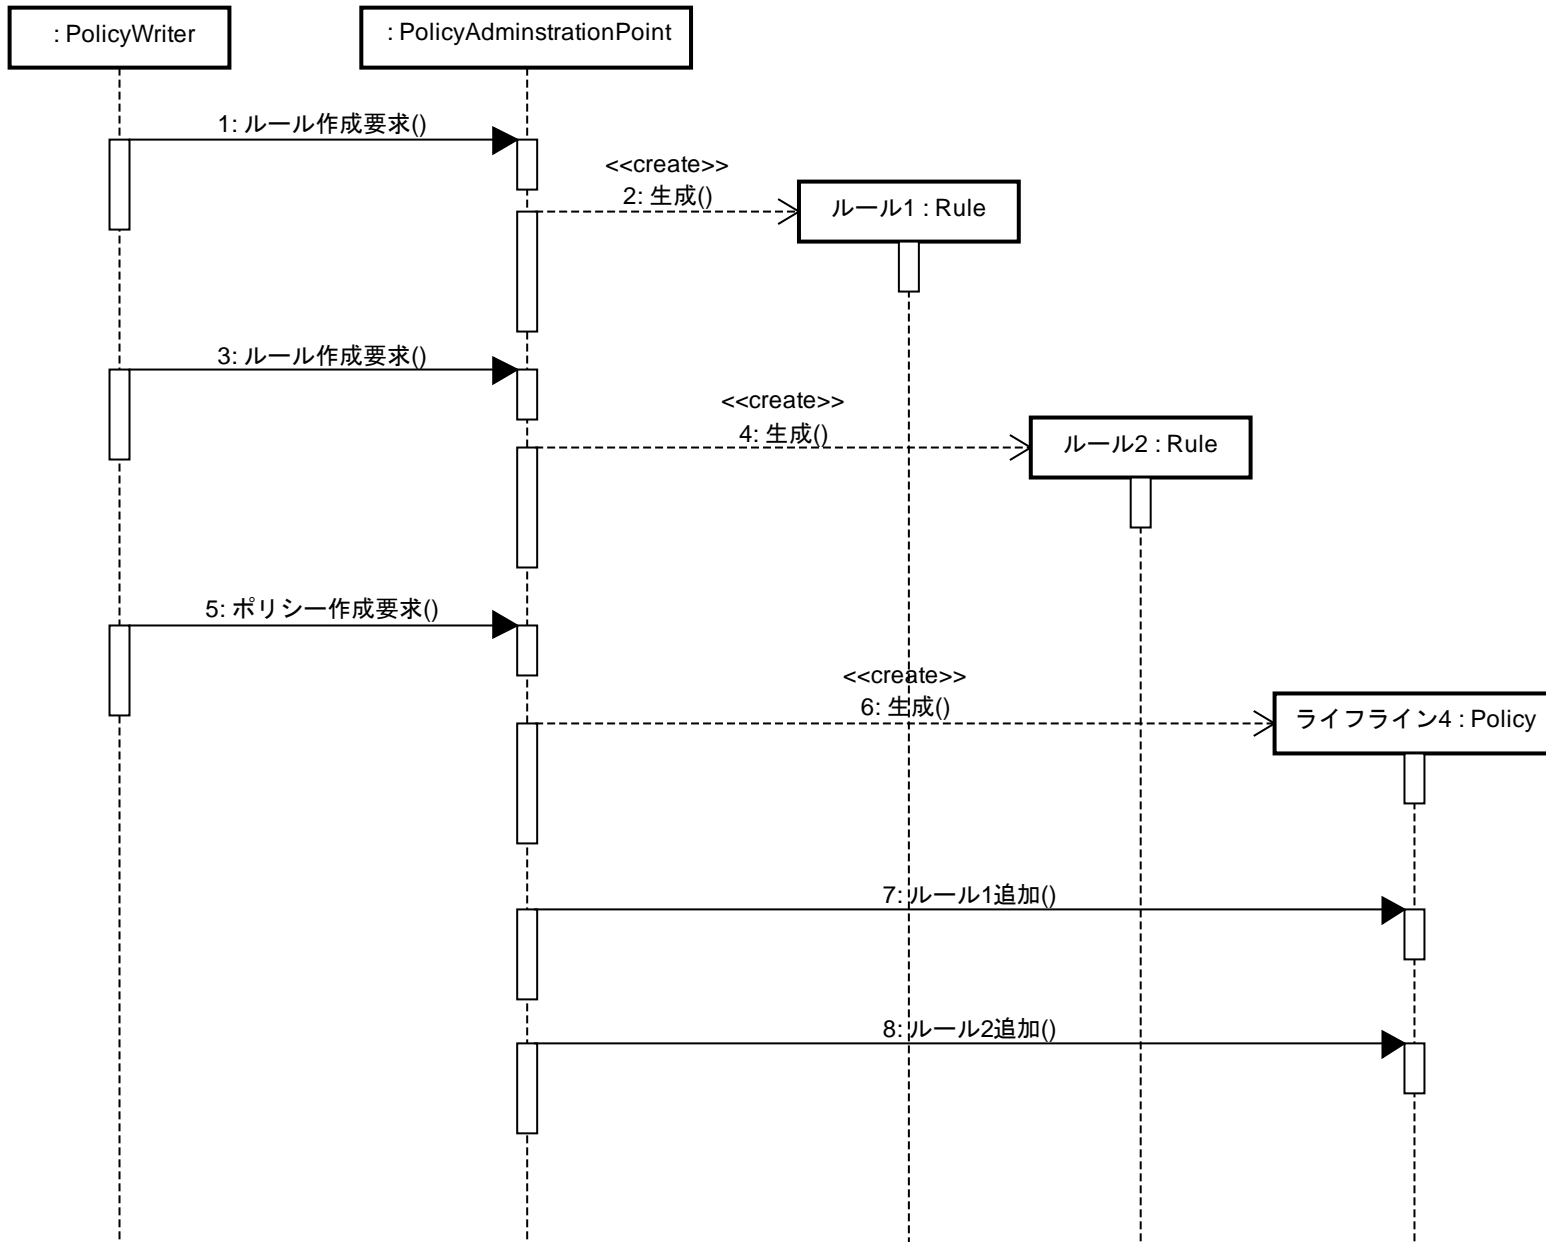 : PolicyWriter
: PolicyAdminstrationPoint
1: ルール作成要求()
<<create>>
2: 生成()
ルール1 : Rule
3: ルール作成要求()
<<create>>
4: 生成()
ルール2 : Rule
5: ポリシー作成要求()
<<create>>
6: 生成()
ライフライン4 : Policy
7: ルール1追加()
8: ルール2追加()